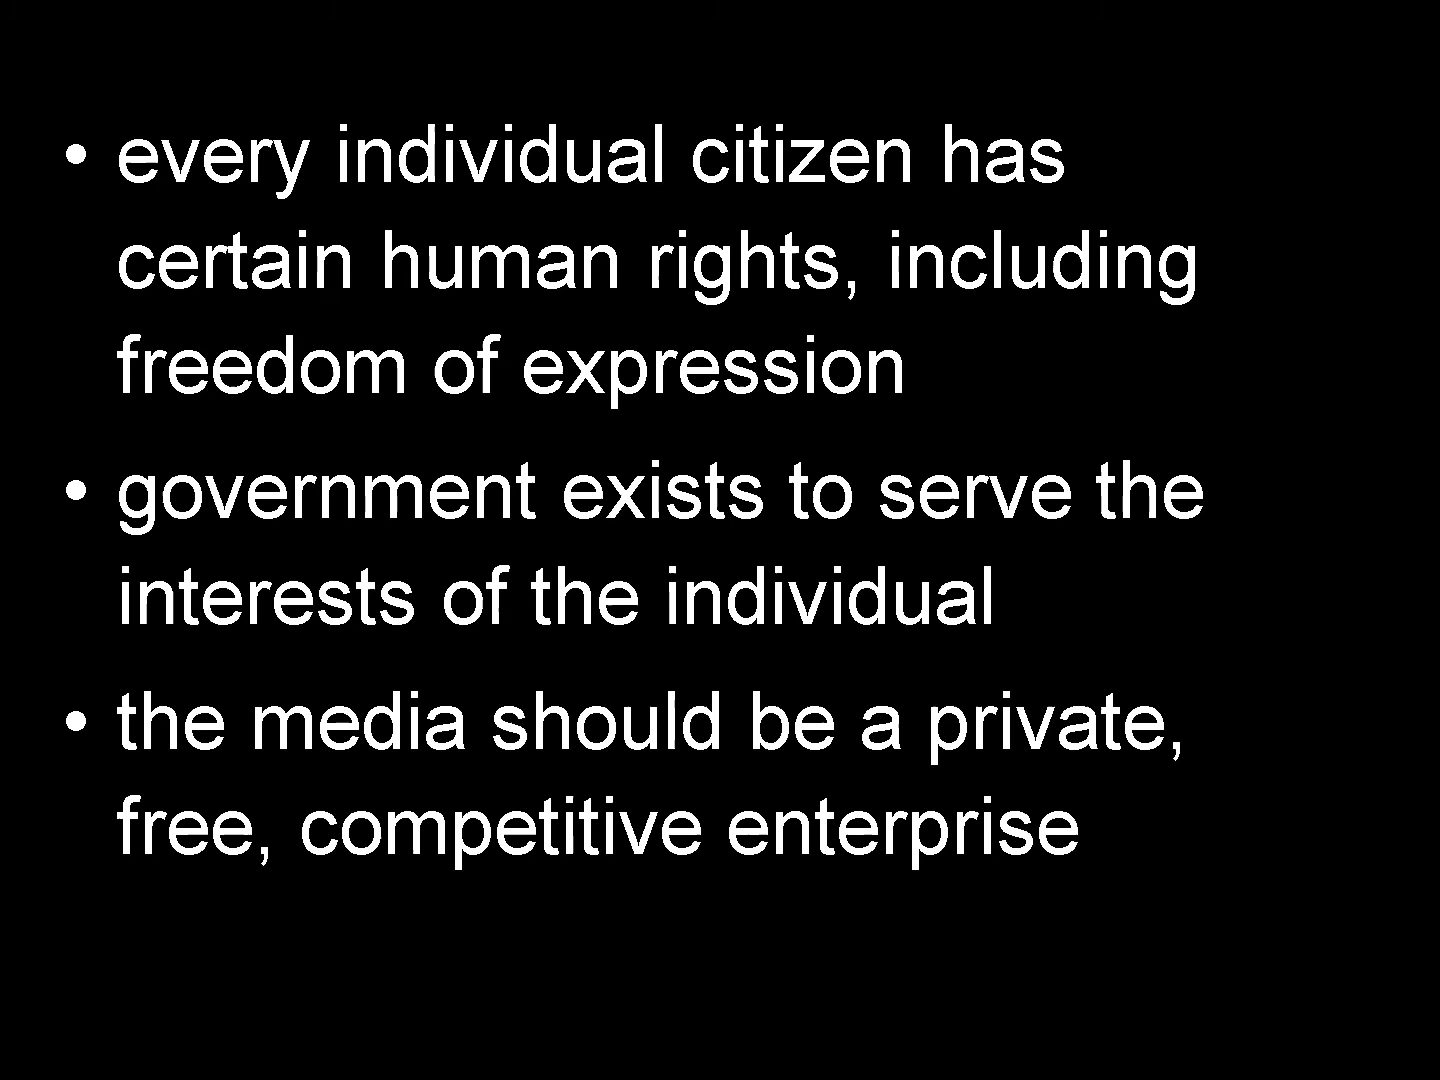 • every individual citizen has
certain human rights, including
freedom of expression
• government exists to serve the
interests of the individual
• the media should be a private,
free, competitive enterprise